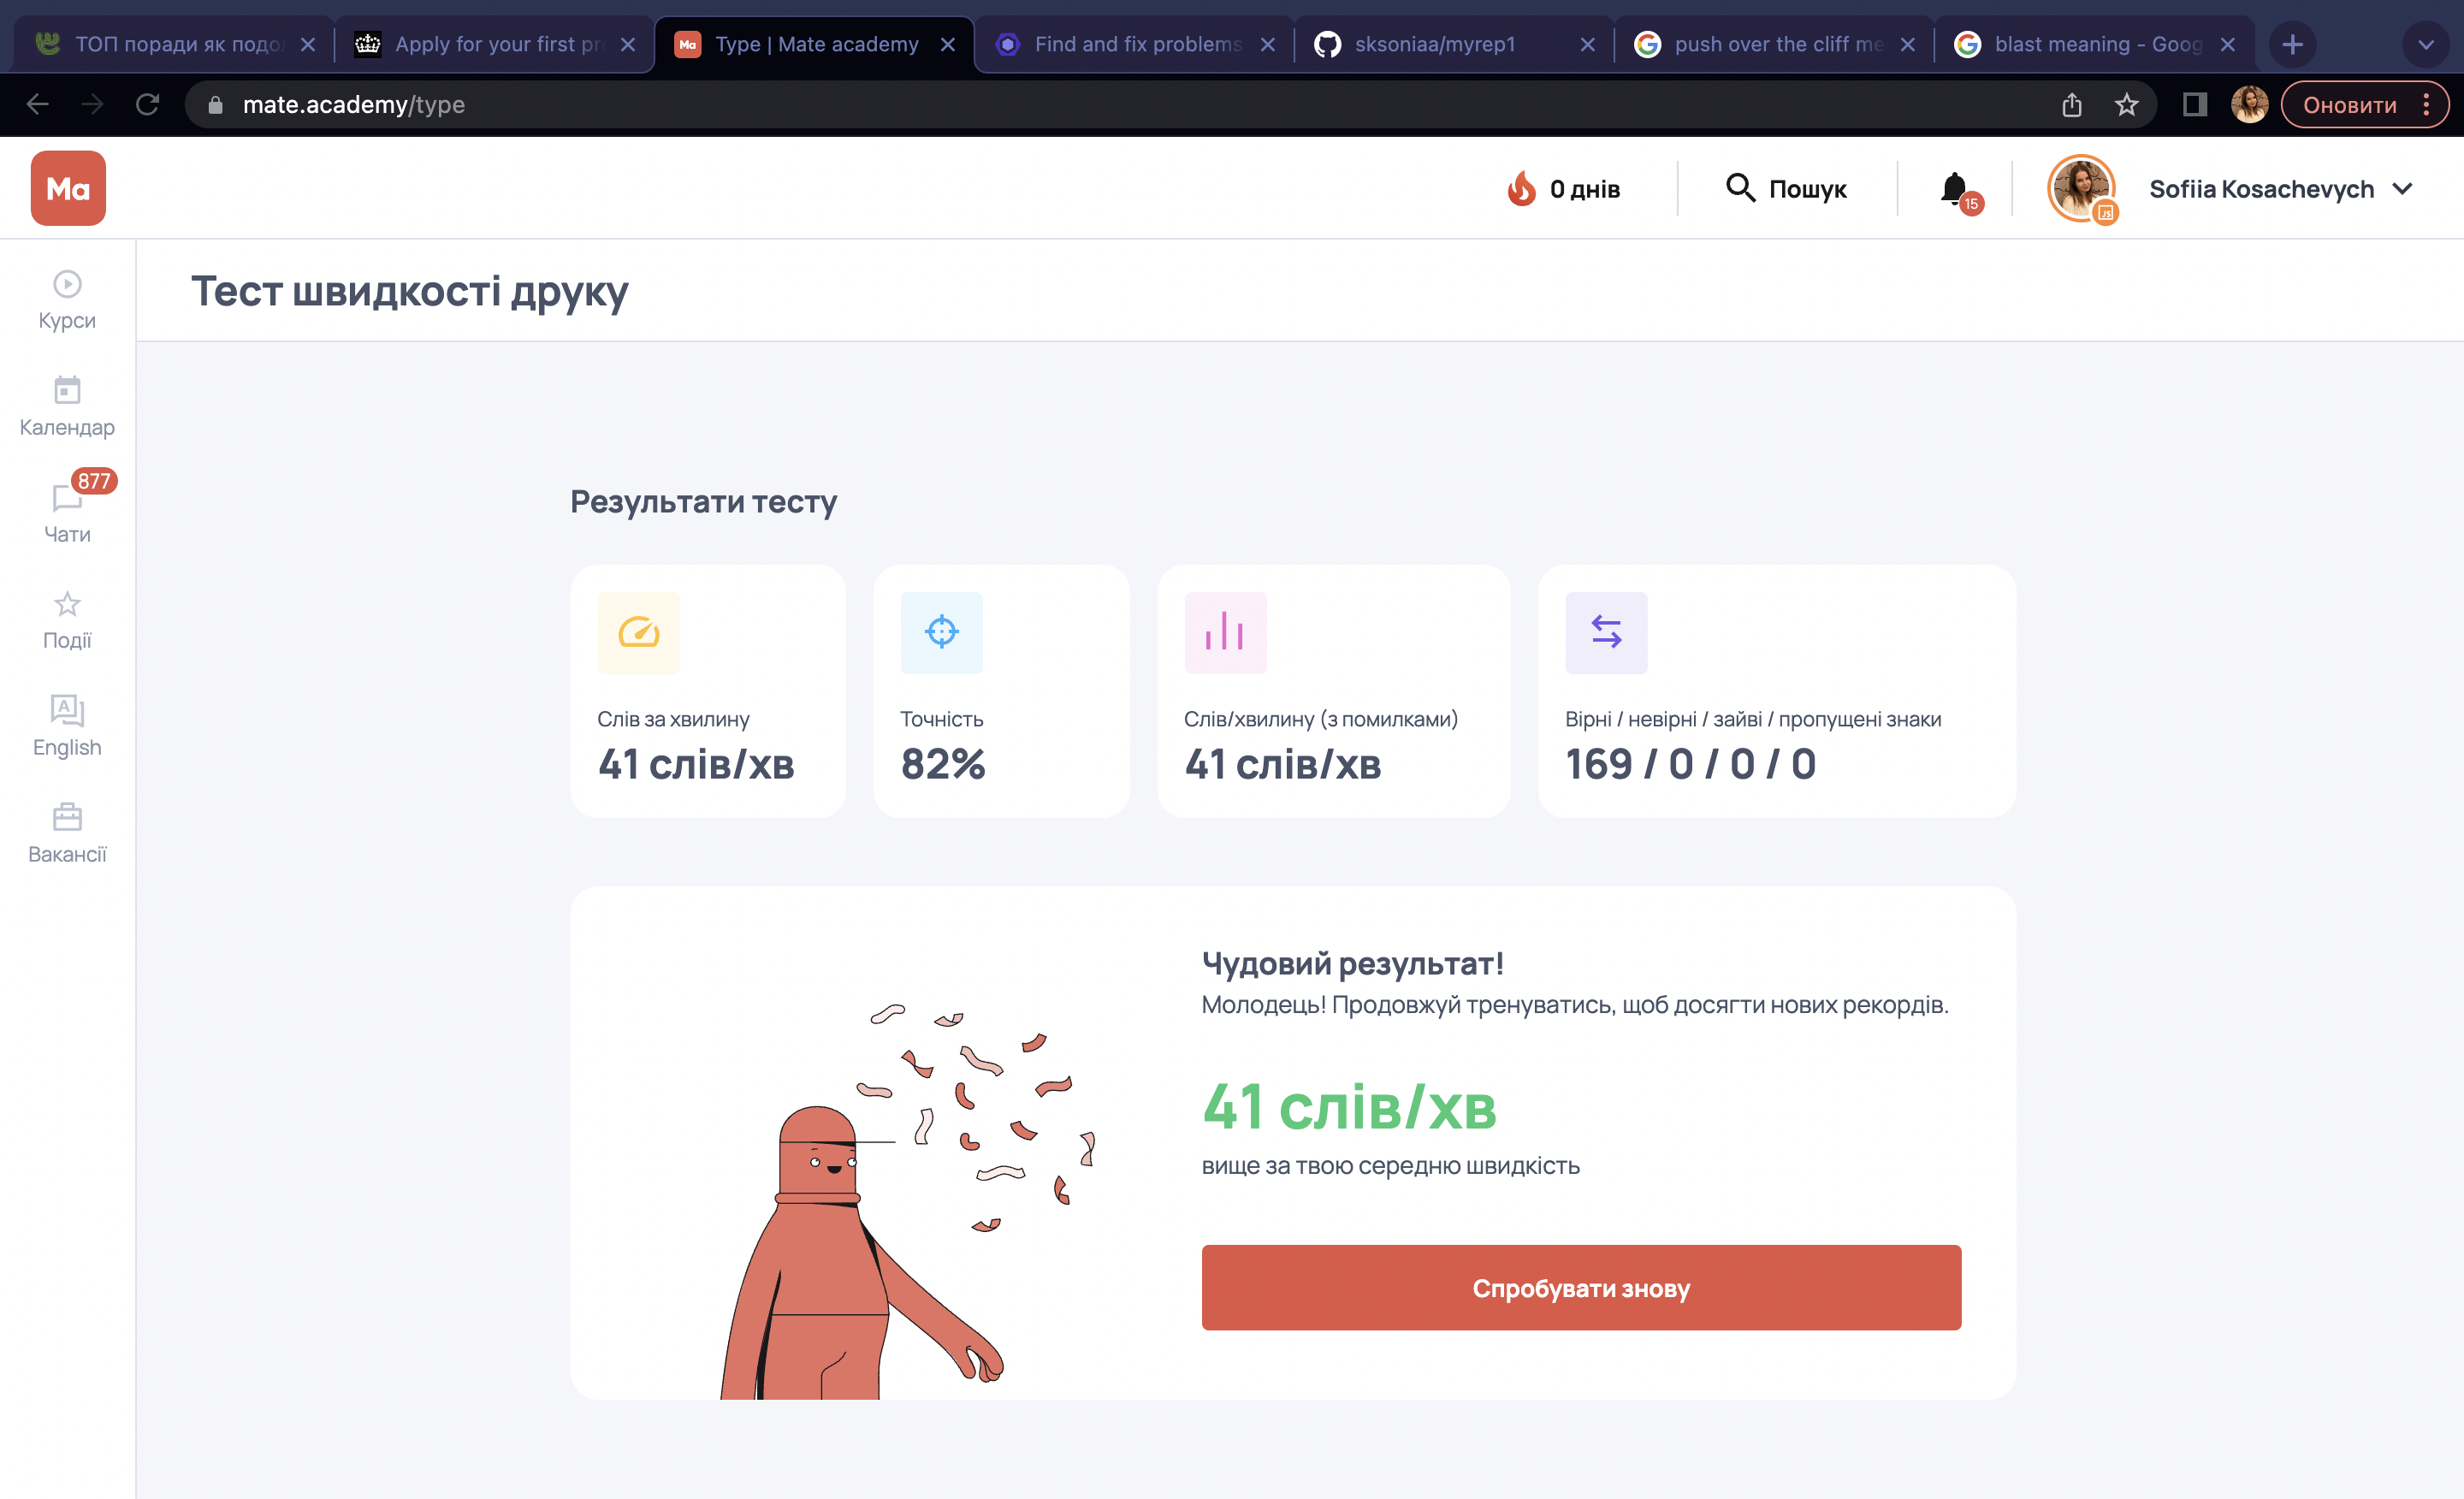 ТОП поради як подо
Apply for your first pr
Ma
Type | Mate academy
Find and fix problems
sksoniaa/myrep1
push over the cliff me
blast meaning - Goog
mate.academy/type
Оновити
Ma
0 днів
Пошук
15
JS
Sofiia Kosachevych
Курси
Календар
877
Чати
Події
A
English
Вакансії
Тест швидкості друку
Результати тесту
Слів за хвилину
41 слів/хв
Точність
82%
Слів/хвилину (з помилками)
41 слів/хв
Вірні / невірні / зайві / пропущені знаки
169 / 0 / 0 / 0
Чудовий результат!
Молодець! Продовжуй тренуватись, щоб досягти нових рекордів.
41 слів/хв
вище за твою середню швидкість
Спробувати знову